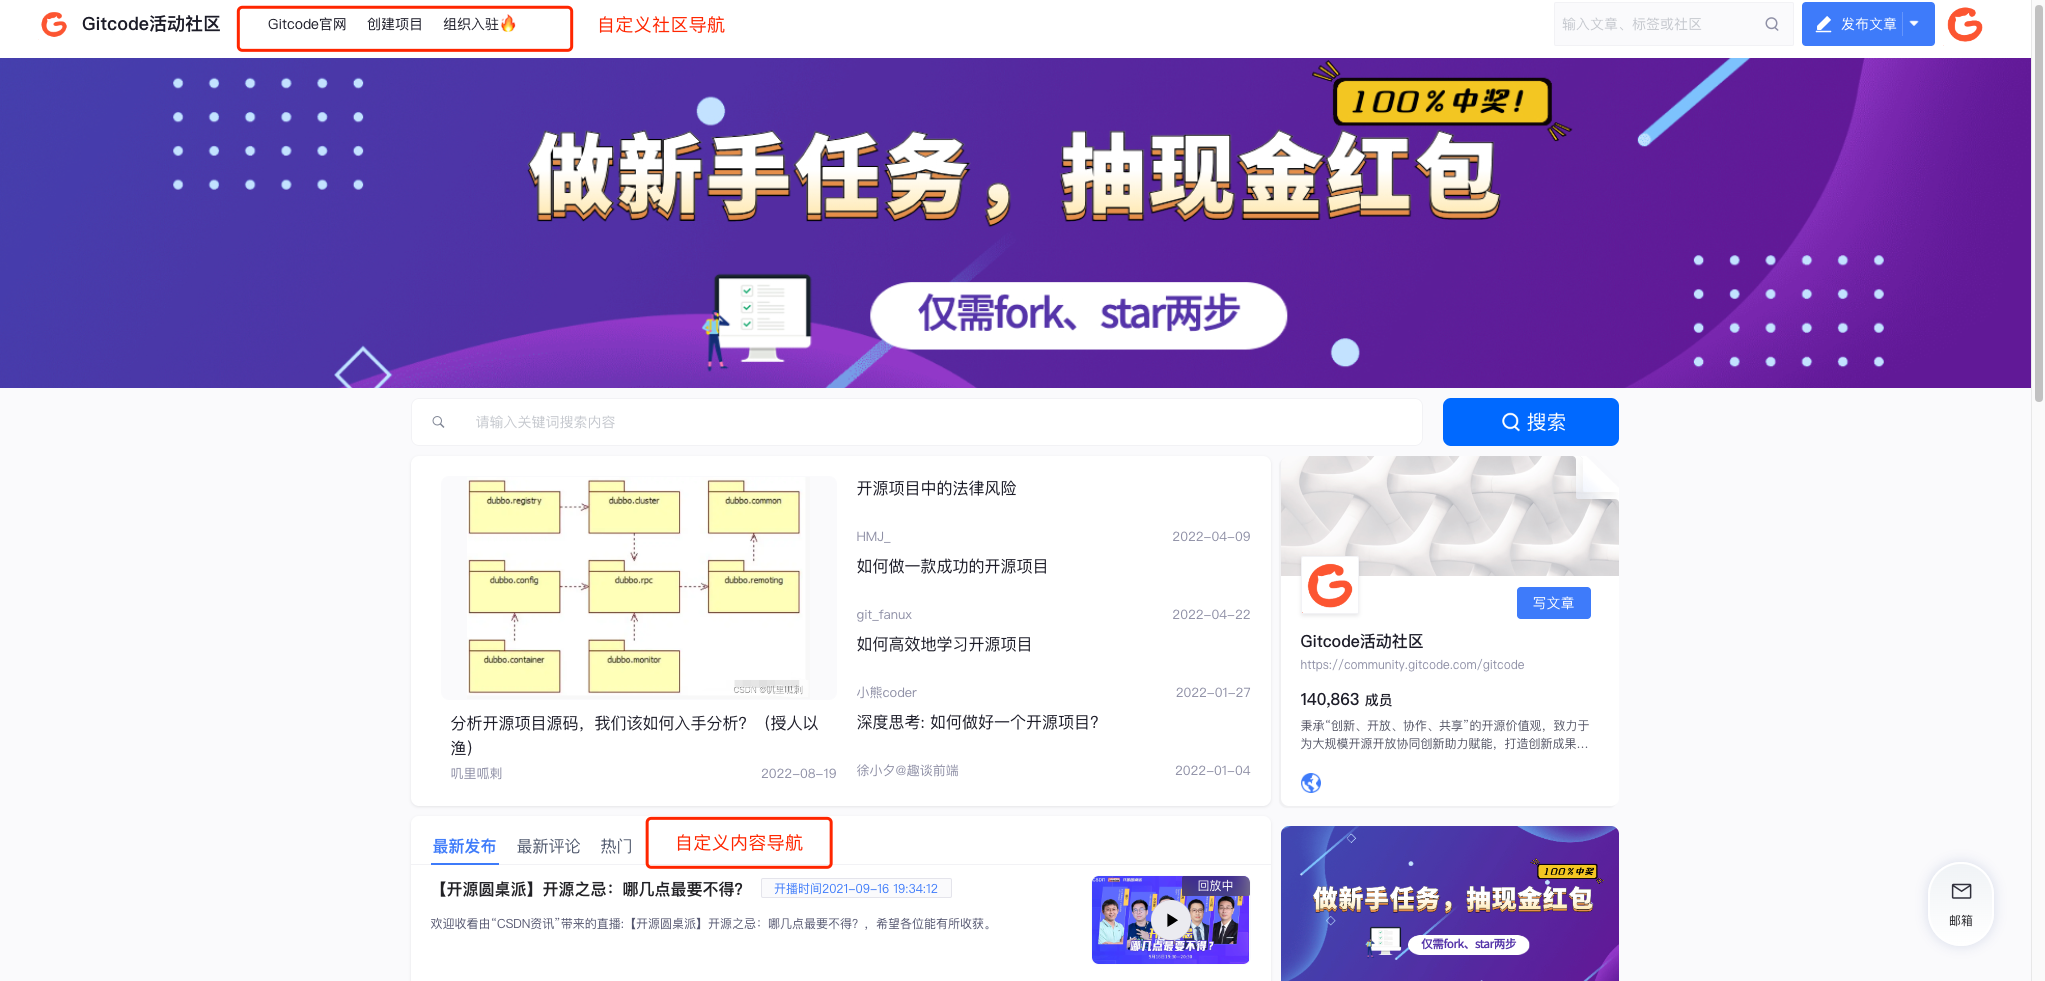 Gitcode活动社区
Gitcode官网 创建项目 组织入驻🔥
自定义社区导航
输入文章、标签或社区
发布文章
100%中奖!
做新手任务，抽现金红包
仅需fork、star两步
请输入关键词搜索内容
搜索
dubbo.registry
dubbo.cluster
dubbo.common
dubbo.config
dubbo.rpc
dubbo.remoting
dubbo.container
dubbo.monitor
CSDN @叽里呱剌
分析开源项目源码，我们该如何入手分析？（授人以
渔）
叽里呱剌 2022-08-19
开源项目中的法律风险
HMJ_ 2022-04-09
如何做一款成功的开源项目
git_fanux 2022-04-22
如何高效地学习开源项目
小熊coder 2022-01-27
深度思考: 如何做好一个开源项目?
徐小夕@趣谈前端 2022-01-04
写文章
Gitcode活动社区
https://community.gitcode.com/gitcode
140,863 成员
秉承“创新、开放、协作、共享”的开源价值观，致力于
为大规模开源开放协同创新助力赋能，打造创新成果...
最新发布 最新评论 热门
自定义内容导航
【开源圆桌派】开源之忌：哪几点最要不得？
开播时间2021-09-16 19:34:12
欢迎收看由“CSDN资讯”带来的直播:【开源圆桌派】开源之忌：哪几点最要不得？，希望各位能有所收获。
回放中
哪几点最要不得?
100%中奖
做新手任务，抽现金红包
仅需fork、star两步
邮箱